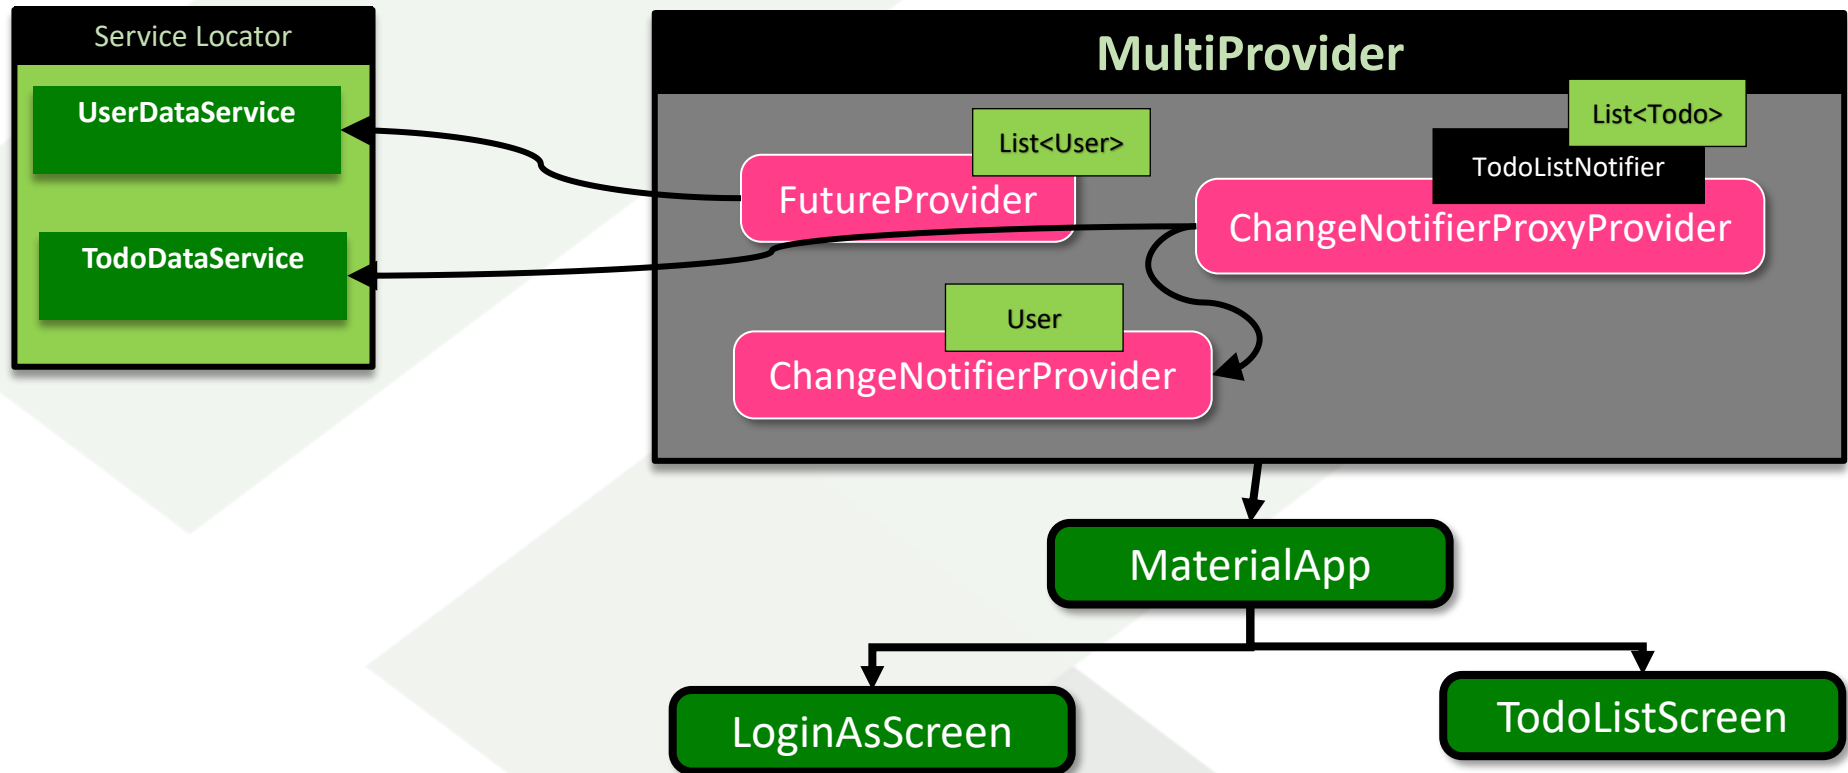 Service Locator
UserDataService
TodoDataService
MultiProvider
List<User>
FutureProvider
List<Todo>
TodoListNotifier
ChangeNotifierProxyProvider
User
ChangeNotifierProvider
MaterialApp
LoginAsScreen
TodoListScreen